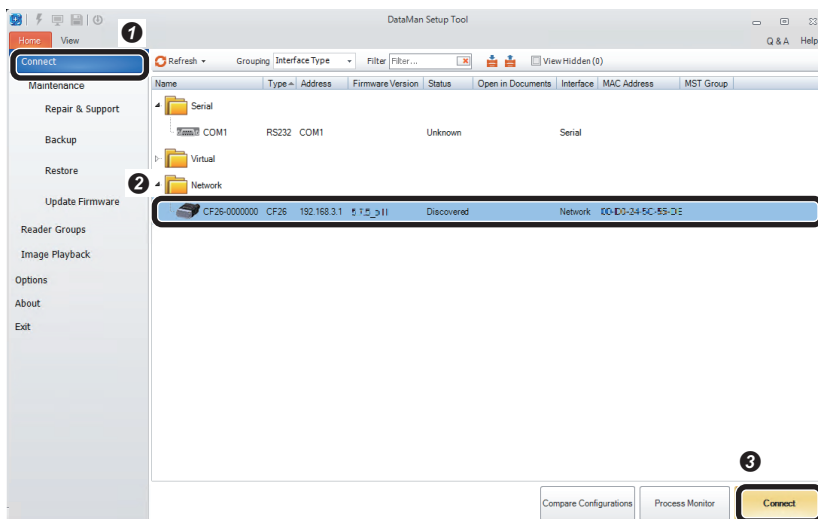 DataMan Setup Tool
❶
Home View Q & A Help
Connect
Refresh Grouping Interface Type Filter Filter... View Hidden (0)
Maintenance
Repair & Support
Backup
Restore
Update Firmware
Reader Groups
Image Playback
Options
About
Exit
Name Type Address Firmware Version Status Open in Documents Interface MAC Address MST Group
Serial
COM1 RS232 COM1 Unknown Serial
Virtual
❷
Network
CF26-0000000 CF26 192.168.3.1 Discovered Network
❸
Compare Configurations Process Monitor Connect